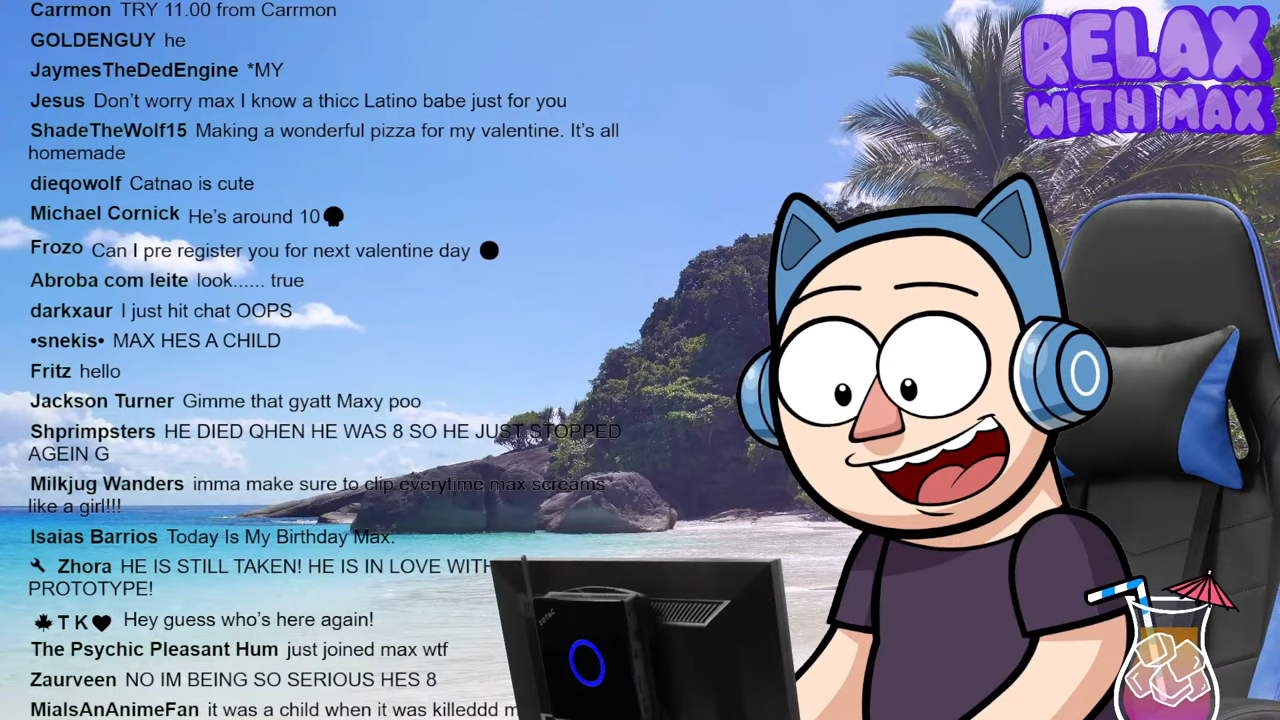 Carrmon TRY 11.00 from Carrmon
GOLDENGUY he
JaymesTheDedEngine *MY
Jesus Don't worry max I know a thicc Latino babe just for you
ShadeTheWolf15 Making a wonderful pizza for my valentine. It's all
homemade
dieqowolf Catnao is cute
Michael Cornick He's around 10
Frozo Can I pre register you for next valentine day
Abroba com leite look...... true
darkxaur I just hit chat OOPS
•snekis• MAX HES A CHILD
Fritz hello
Jackson Turner Gimme that gyatt Maxy poo
Shprimpsters HE DIED QHEN HE WAS 8 SO HE JUST STOPPED
AGEIN G
Milkjug Wanders imma make sure to clip everytime max screams
like a girl!!!
Isaias Barrios Today Is My Birthday Max.
Zhora HE IS STILL TAKEN! HE IS IN LOVE WITH
PROTOTYPE!
T K Hey guess who's here again!
The Psychic Pleasant Hum just joined max wtf
Zaurveen NO IM BEING SO SERIOUS HES 8
MialsAnAnimeFan it was a child when it was killeddd m
RELAX
WITH MAX
ZOTAC